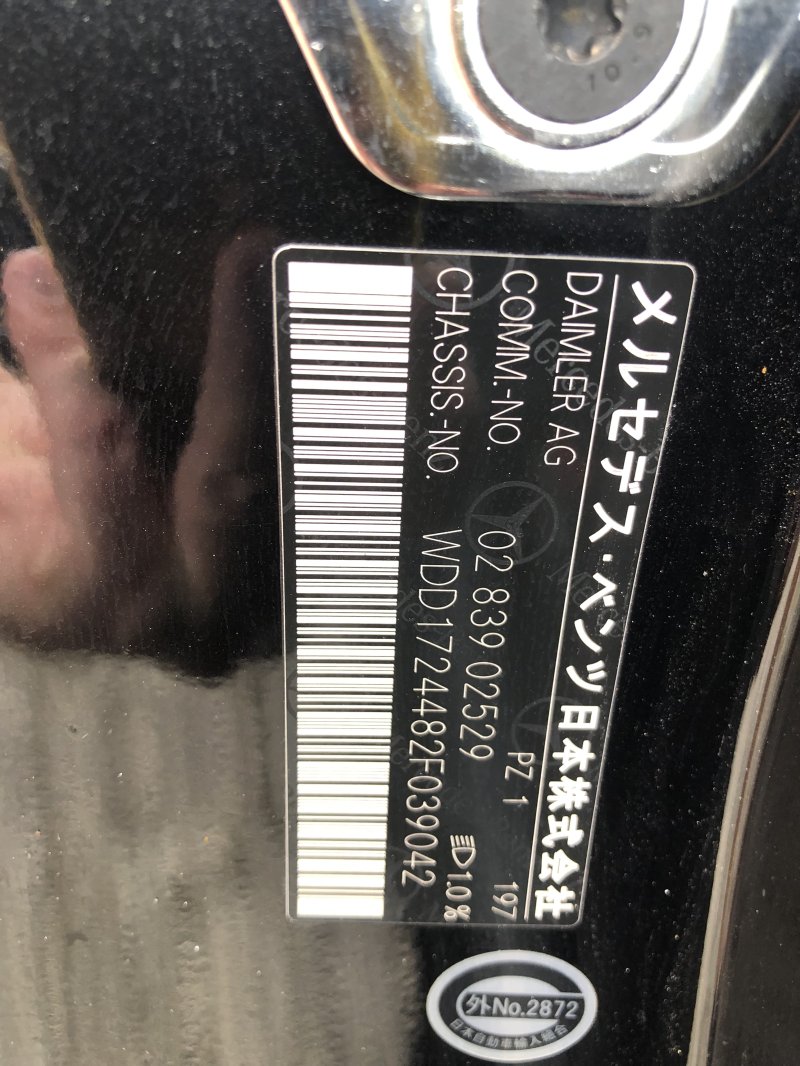 メルセデス・ベンツ日本株式会社
DAIMLER AG
COMM.-NO. 02 839 02529 PZ 1 197
CHASSIS.-NO. WDD1724482F039042 1.0%
外No.2872
日本自動車輸入組合
10-9